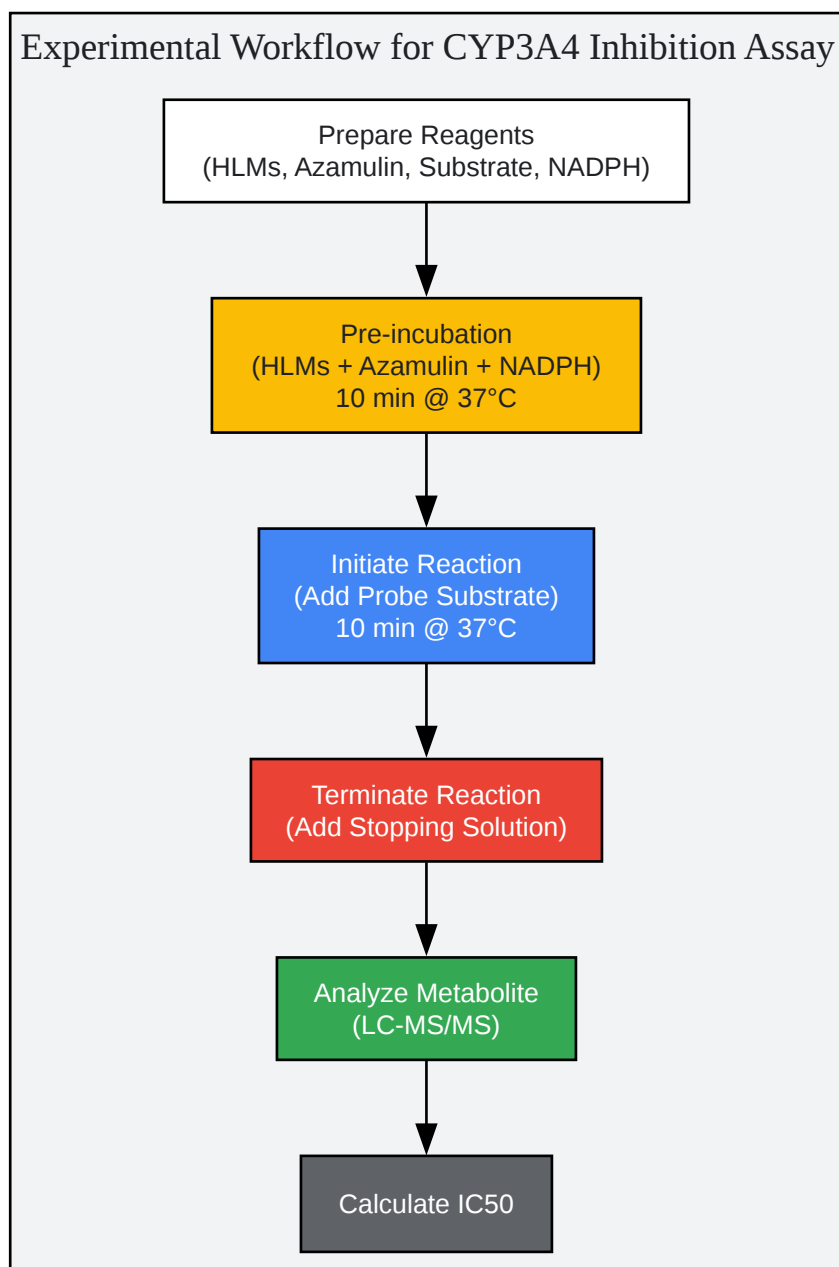 Experimental Workflow for CYP3A4 Inhibition Assay
Prepare Reagents
(HLMs, Azamulin, Substrate, NADPH)
Pre-incubation
(HLMs + Azamulin + NADPH)
10 min @ 37°C
Initiate Reaction
(Add Probe Substrate)
10 min @ 37°C
Terminate Reaction
(Add Stopping Solution)
Analyze Metabolite
(LC-MS/MS)
Calculate IC50